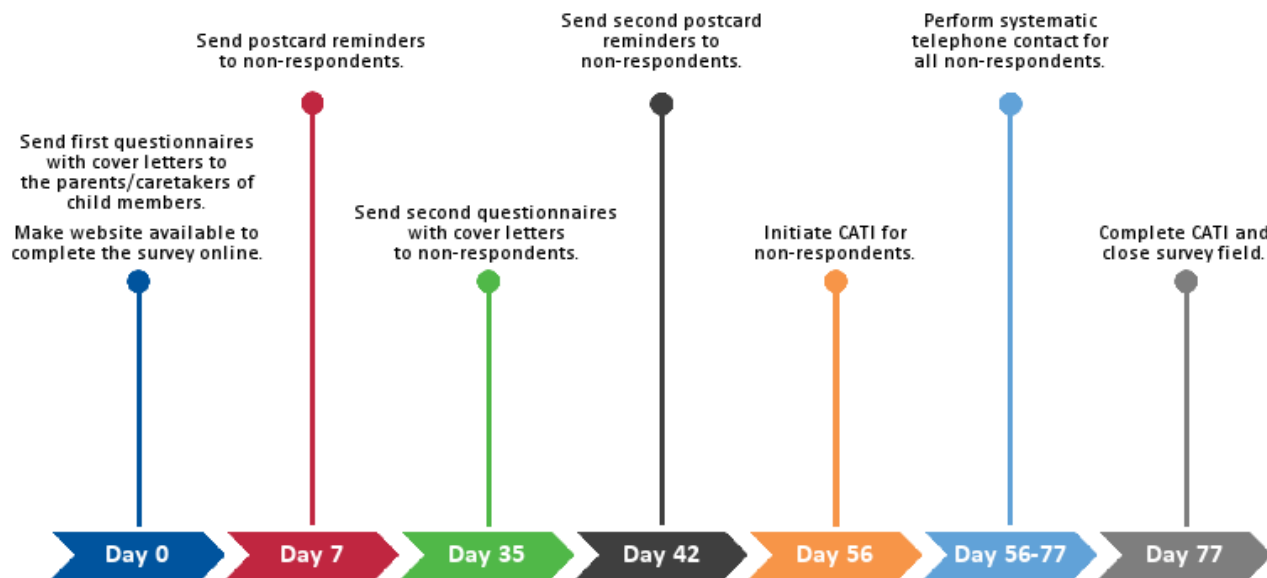 Send first questionnaires
with cover letters to
the parents/caretakers of
child members.
Make website available to
complete the survey online.
Send postcard reminders
to non-respondents.
Send second questionnaires
with cover letters
to non-respondents.
Send second postcard
reminders to
non-respondents.
Initiate CATI for
non-respondents.
Perform systematic
telephone contact for
all non-respondents.
Complete CATI and
close survey field.
Day 0
Day 7
Day 35
Day 42
Day 56
Day 56-77
Day 77